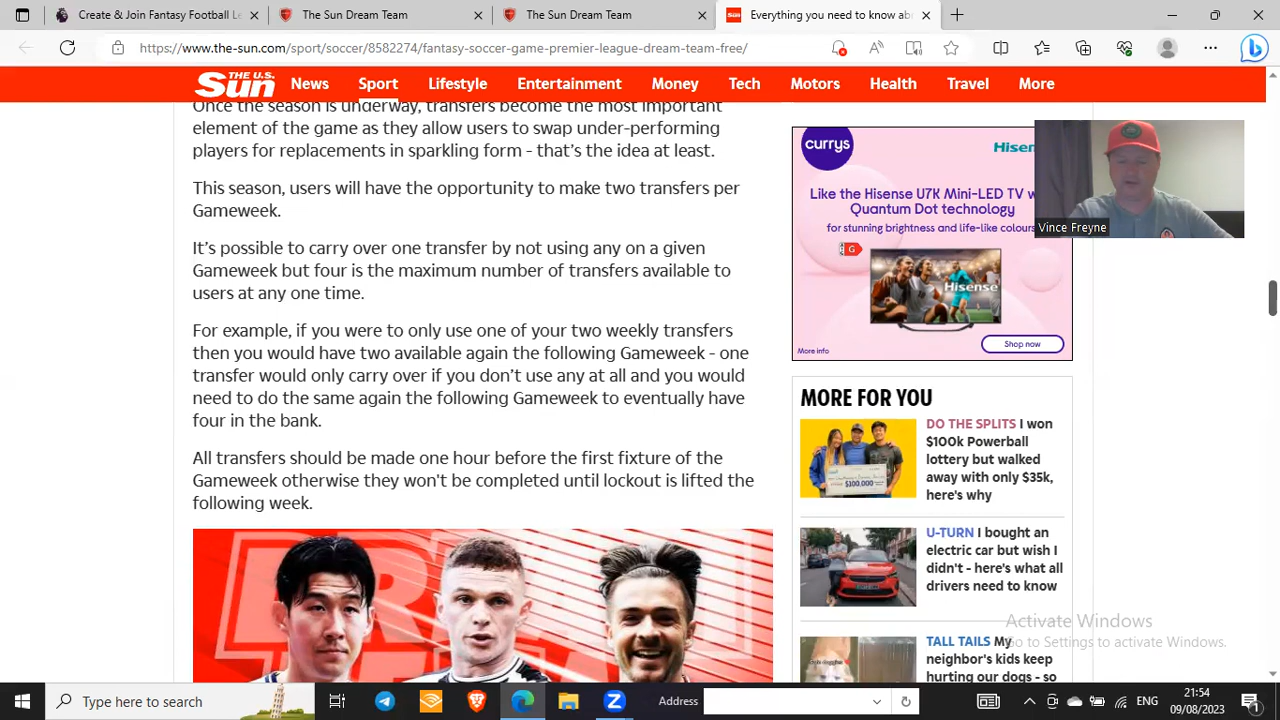 Create & Join Fantasy Football L
The Sun Dream Team
The Sun Dream Team
Everything you need to know ab
https://www.the-sun.com/sport/soccer/8582274/fantasy-soccer-game-premier-league-dream-team-free/
THE U.S.
Sun
News
Sport
Lifestyle
Entertainment
Money
Tech
Motors
Health
Travel
More
Once the season is underway, transfers become the most important
element of the game as they allow users to swap under-performing
players for replacements in sparkling form - that's the idea at least.
This season, users will have the opportunity to make two transfers per
Gameweek.
It's possible to carry over one transfer by not using any on a given
Gameweek but four is the maximum number of transfers available to
users at any one time.
For example, if you were to only use one of your two weekly transfers
then you would have two available again the following Gameweek - one
transfer would only carry over if you don't use any at all and you would
need to do the same again the following Gameweek to eventually have
four in the bank.
All transfers should be made one hour before the first fixture of the
Gameweek otherwise they won't be completed until lockout is lifted the
following week.
currys
Hisen
Like the Hisense U7K Mini-LED TV w
Quantum Dot technology
for stunning brightness and life-like colours
G
Hisense
More info
Shop now
Vince Freyne
MORE FOR YOU
DO THE SPLITS I won
$100k Powerball
lottery but walked
away with only $35k,
here's why
$100,000
U-TURN I bought an
electric car but wish I
didn't - here's what all
drivers need to know
TALL TAILS My
neighbor's kids keep
hurting our dogs - so
Activate Windows
Go to Settings to activate Windows.
Type here to search
Address
ENG
21:54
09/08/2023